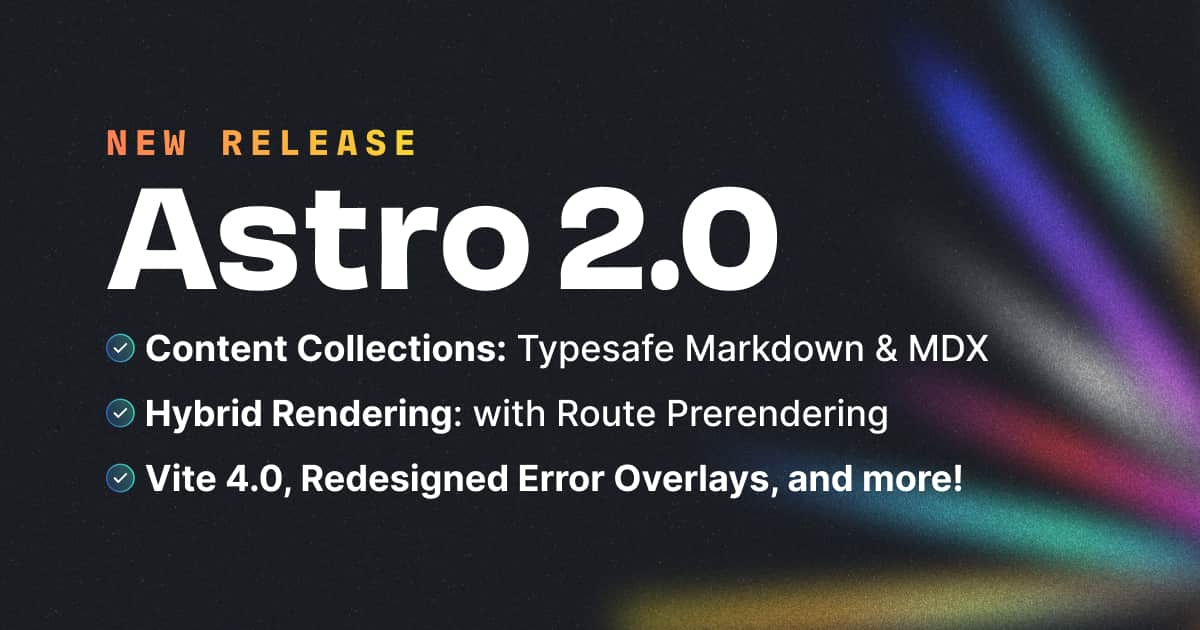 NEW RELEASE
Astro 2.0
Content Collections: Typesafe Markdown & MDX
Hybrid Rendering: with Route Prerendering
Vite 4.0, Redesigned Error Overlays, and more!